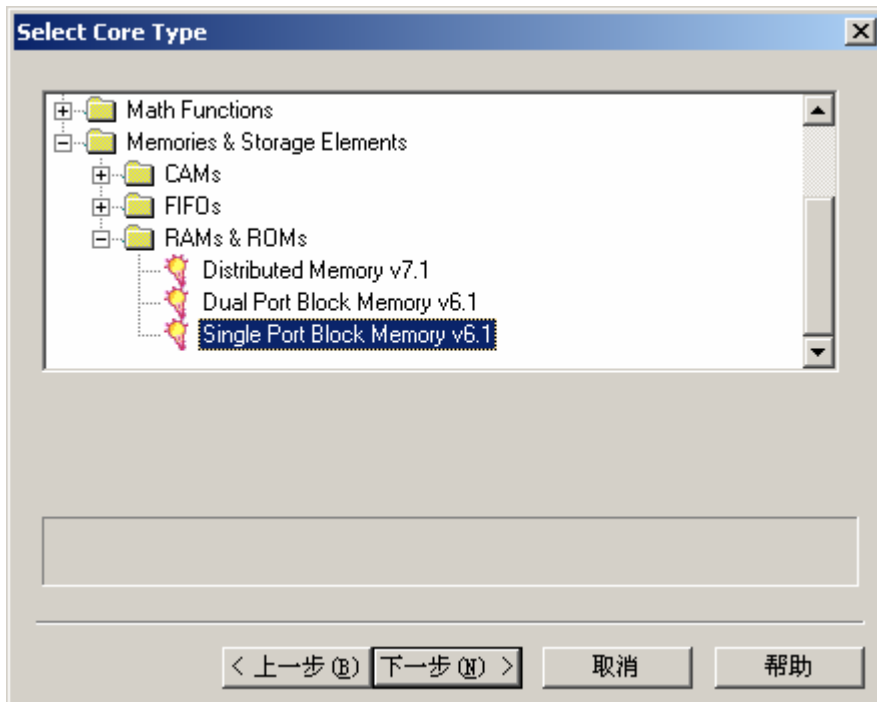 Select Core Type
Math Functions
Memories & Storage Elements
CAMs
FIFOs
RAMs & ROMs
Distributed Memory v7.1
Dual Port Block Memory v6.1
Single Port Block Memory v6.1
< 上一步(B) 下一步(N) > 取消 帮助